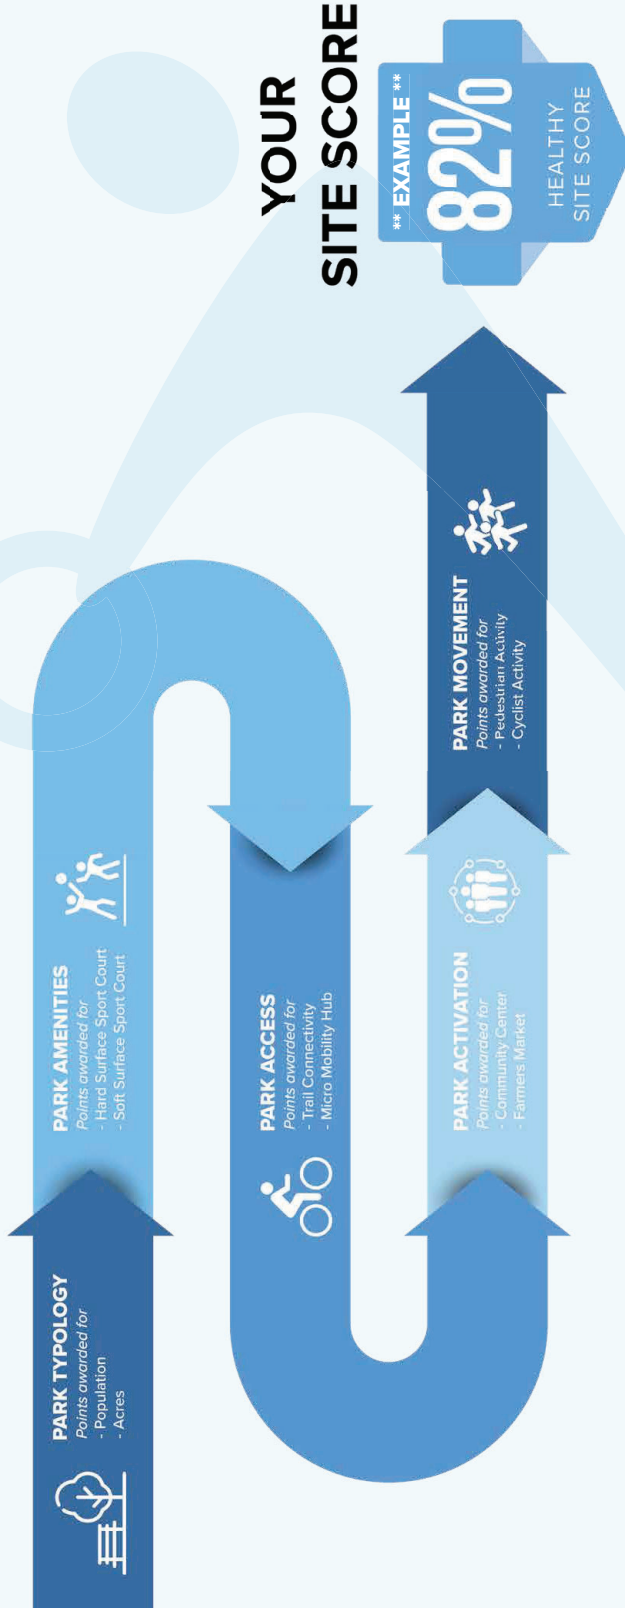 PARK TYPOLOGY
Points awarded for
- Population
- Acres
PARK AMENITIES
Points awarded for
- Hard Surface Sport Court
- Soft Surface Sport Court
PARK ACCESS
Points awarded for
- Trail Connectivity
- Micro Mobility Hub
PARK ACTIVATION
Points awarded for
- Community Center
- Farmers Market
PARK MOVEMENT
Points awarded for
- Pedestrian Activity
- Cyclist Activity
YOUR
SITE SCORE
** EXAMPLE **
82%
HEALTHY
SITE SCORE